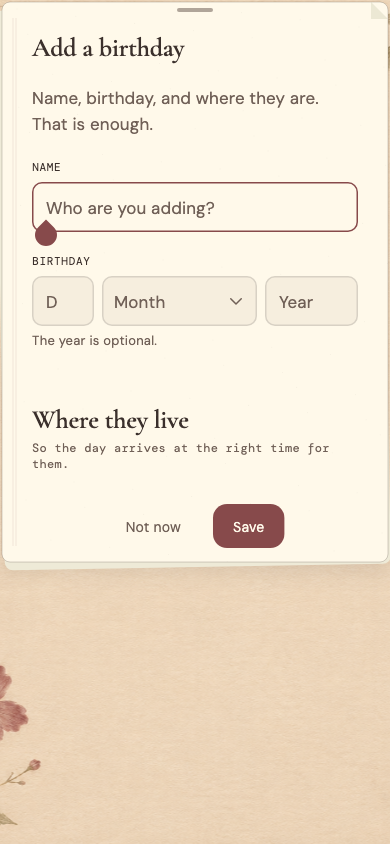 Add a birthday
Name, birthday, and where they are.
That is enough.
NAME
Who are you adding?
BIRTHDAY
D
Month
Year
The year is optional.
Where they live
So the day arrives at the right time for
them.
Not now
Save